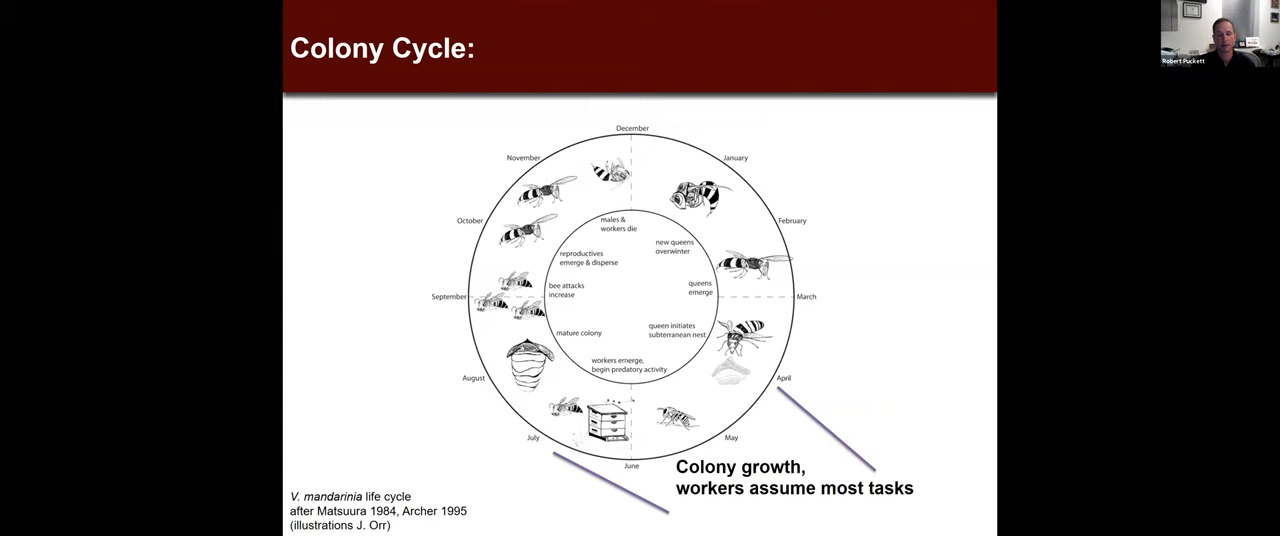 Colony Cycle:
Robert Puckett
December
November
January
October
February
males &
workers die
new queens
overwinter
reproductives
emerge & disperse
bee attacks
increase
queens
emerge
September
March
mature colony
queen initiates
subterranean nest
workers emerge,
begin predatory activity
August
April
July
May
June
Colony growth,
workers assume most tasks
V. mandarinia life cycle
after Matsuura 1984, Archer 1995
(illustrations J. Orr)